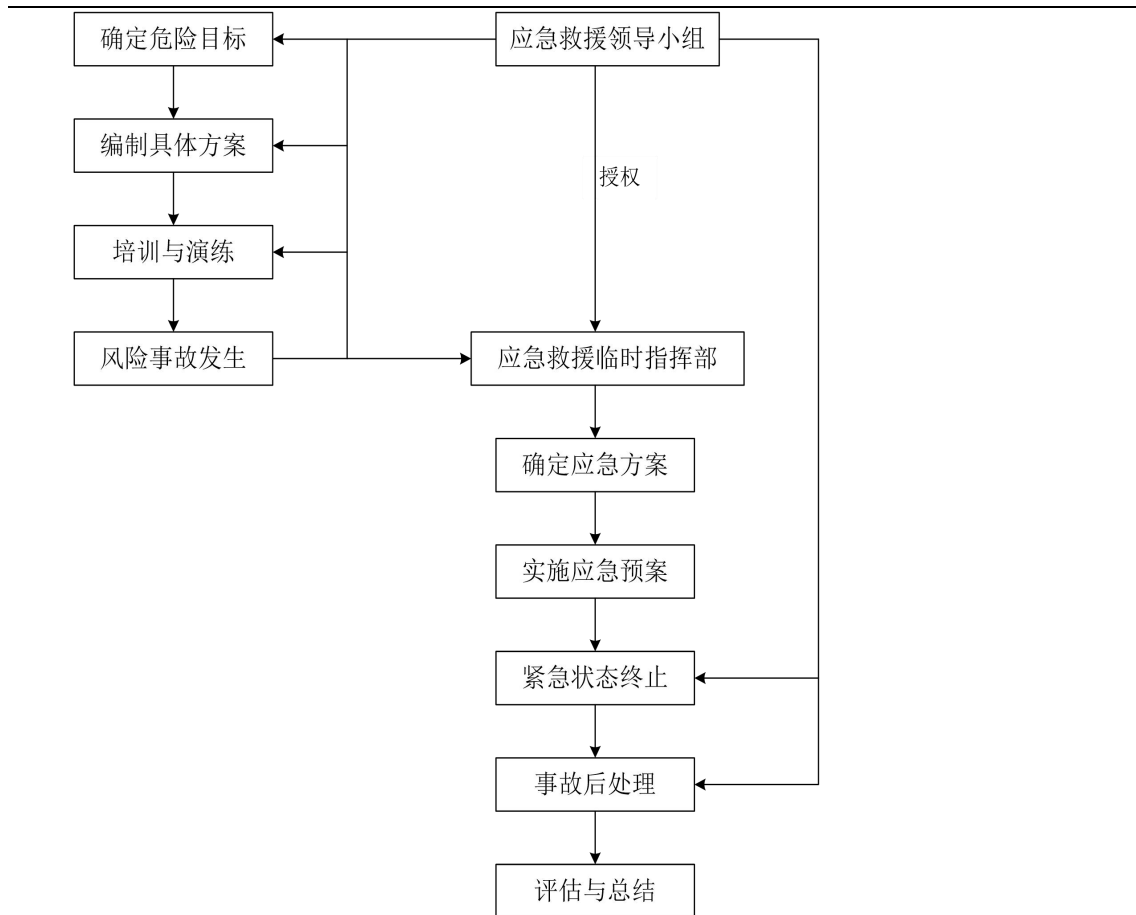 确定危险目标
应急救援领导小组
编制具体方案
授权
培训与演练
风险事故发生
应急救援临时指挥部
确定应急方案
实施应急预案
紧急状态终止
事故后处理
评估与总结